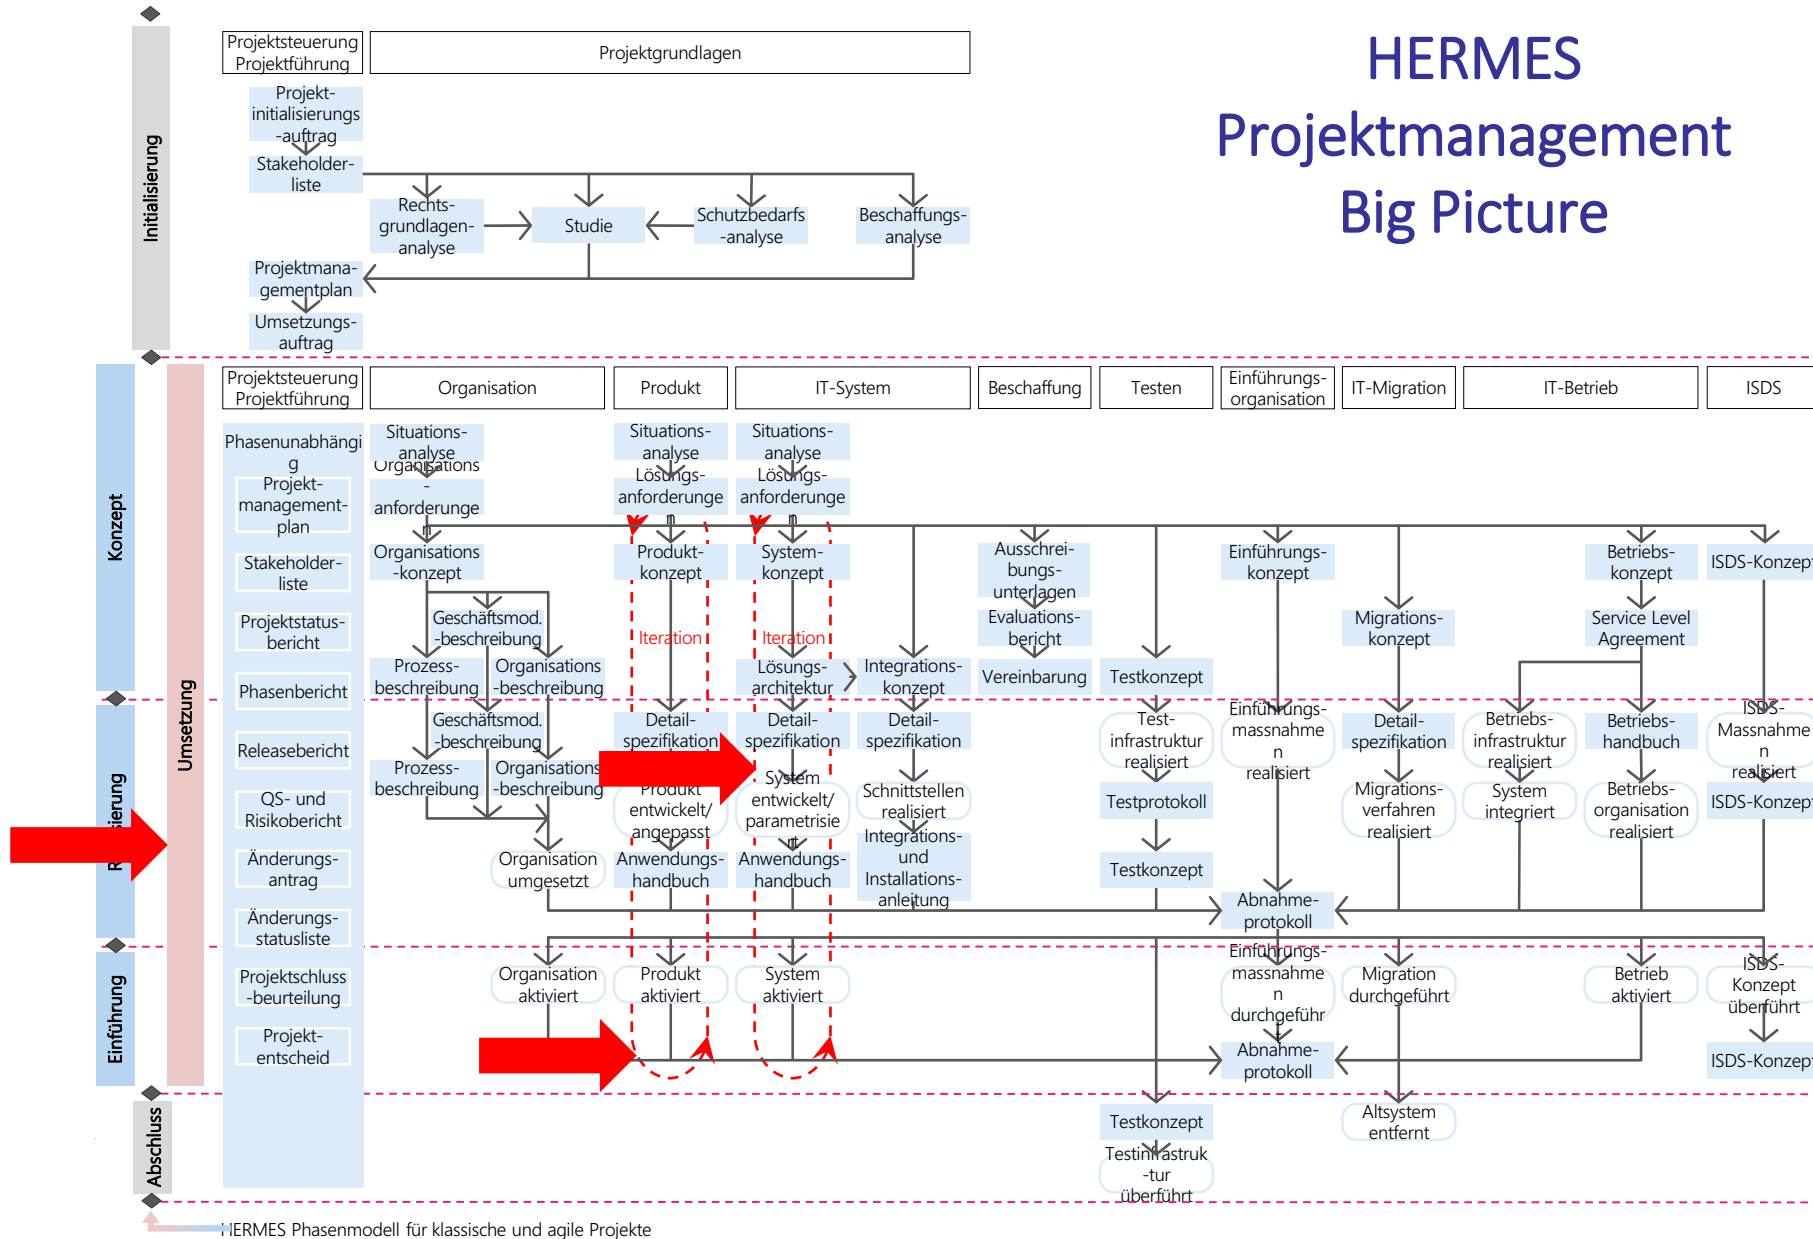 HERMES
Projektmanagement
Big Picture
Initialisierung
Projektsteuerung
Projektführung
Projektgrundlagen
Projekt-
initialisierungs
-auftrag
Stakeholder-
liste
Rechts-
grundlagen-
analyse
Studie
Schutzbedarfs
-analyse
Beschaffungs-
analyse
Projektmana-
gementplan
Umsetzungs-
auftrag
Konzept
Umsetzung
Projektsteuerung
Projektführung
Organisation
Produkt
IT-System
Beschaffung
Testen
Einführungs-
organisation
IT-Migration
IT-Betrieb
ISDS
Phasenunabhängi
g
Projekt-
management-
plan
Stakeholder-
liste
Projektstatus-
bericht
Phasenbericht
Releasebericht
QS- und
Risikobericht
Änderungs-
antrag
Änderungs-
statusliste
Projektschluss
-beurteilung
Projekt-
entscheid
Situations-
analyse
Organisations
-
anforderunge
n
Situations-
analyse
Lösungs-
anforderunge
n
Situations-
analyse
Lösungs-
anforderunge
n
Organisations
-konzept
Produkt-
konzept
System-
konzept
Ausschrei-
bungs-
unterlagen
Einführungs-
konzept
Betriebs-
konzept
ISDS-Konzept
Geschäftsmod.
-beschreibung
Iteration
Iteration
Evaluations-
bericht
Migrations-
konzept
Service Level
Agreement
Prozess-
beschreibung
Organisations
-beschreibung
Lösungs-
architektur
Integrations-
konzept
Vereinbarung
Testkonzept
Geschäftsmod.
-beschreibung
Detail-
spezifikation
Detail-
spezifikation
Detail-
spezifikation
Test-
infrastruktur
realisiert
Einführungs-
massnahme
n
realisiert
Detail-
spezifikation
Betriebs-
infrastruktur
realisiert
Betriebs-
handbuch
ISDS-
Massnahme
n
realisiert
Prozess-
beschreibung
Organisations
-beschreibung
Produkt
entwickelt/
angepasst
System
entwickelt/
parametrisie
rt
Schnittstellen
realisiert
Testprotokoll
Migrations-
verfahren
realisiert
System
integriert
Betriebs-
organisation
realisiert
ISDS-Konzept
Organisation
umgesetzt
Anwendungs-
handbuch
Anwendungs-
handbuch
Integrations-
und
Installations-
anleitung
Testkonzept
Abnahme-
protokoll
Einführung
Organisation
aktiviert
Produkt
aktiviert
System
aktiviert
Einführungs-
massnahme
n
durchgeführ
Migration
durchgeführt
Betrieb
aktiviert
ISDS-
Konzept
überführt
Abnahme-
protokoll
ISDS-Konzept
Abschluss
Testkonzept
Altsystem
entfernt
Testinfrastruk
-tur
überführt
HERMES Phasenmodell für klassische und agile Projekte